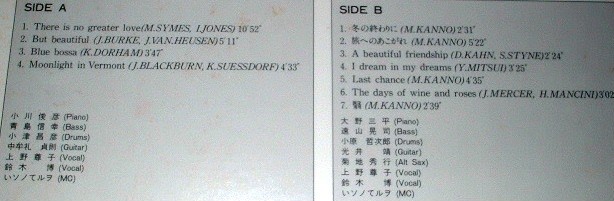 SIDE A
1. There is no greater love(M.SYMES, I.JONES) 10´52˝
2. But beautiful (J.BURKE, J.VAN.HEUSEN) 5´11˝
3. Blue bossa (K.DORHAM) 3´47˝
4. Moonlight in Vermont (J.BLACKBURN, K.SUESSDORF) 4´33˝
小川俊彦 (Piano)
青島信幸 (Bass)
小津昌彦 (Drums)
中牟礼貞則 (Guitar)
上野尊子 (Vocal)
鈴木博 (Vocal)
いソノてルヲ (MC)
SIDE B
1. 冬の終わりに (M.KANNO) 2´31˝
2. 旅へのあこがれ (M.KANNO) 5´22˝
3. A beautiful friendship (D.KAHN, S.STYNE) 2´24˝
4. I dream in my dreams (Y.MITSUI) 3´25˝
5. Last chance (M.KANNO) 4´35˝
6. The days of wine and roses (J.MERCER, H.MANCINI) 3´02
7. (M.KANNO) 2´39˝
大野三平 (Piano)
遠山晃司 (Bass)
小原哲次郎 (Drums)
光井靖 (Guitar)
菊地秀行 (Alt Sax)
上野尊子 (Vocal)
鈴木博 (Vocal)
いソノてルヲ (MC)